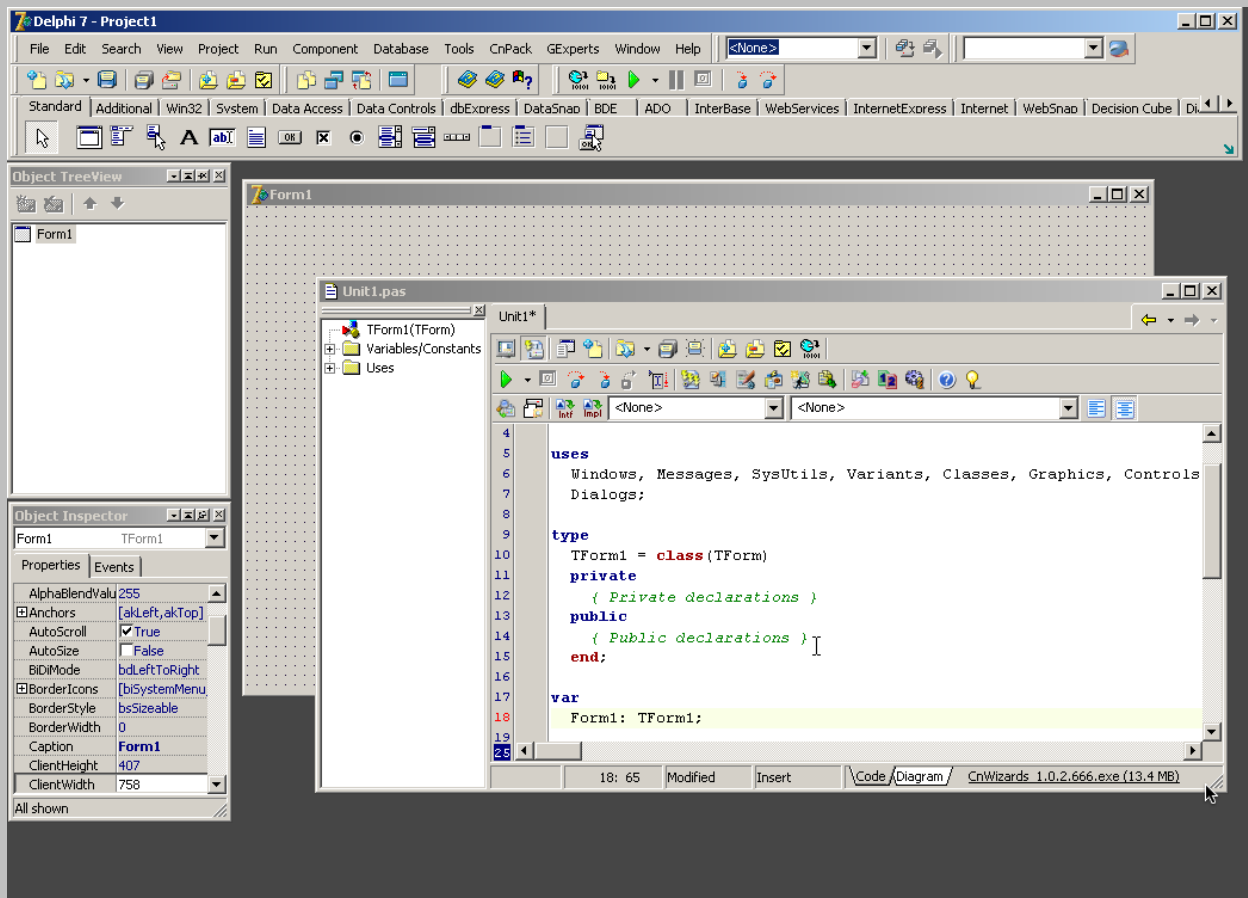 Delphi 7 - Project1
File Edit Search View Project Run Component Database Tools CnPack GExperts Window Help <None>
Standard Additional Win32 System Data Access Data Controls dbExpress DataSnap BDE ADO InterBase WebServices InternetExpress Internet WebSnap Decision Cube
Object TreeView
Form1
Form1
Object Inspector
Form1 TForm1
Properties Events
AlphaBlendValu 255
Anchors [akLeft,akTop]
AutoScroll True
AutoSize False
BiDiMode bdLeftToRight
BorderIcons [biSystemMenu,
BorderStyle bsSizeable
BorderWidth 0
Caption Form1
ClientHeight 407
ClientWidth 758
All shown
Unit1.pas
TForm1(TForm)
Variables/Constants
Uses
Unit1*
Intf Impl <None> <None>
4
5 uses
6 Windows, Messages, SysUtils, Variants, Classes, Graphics, Controls
7 Dialogs;
8
9 type
10 TForm1 = class(TForm)
11 private
12 { Private declarations }
13 public
14 { Public declarations }
15 end;
16
17 var
18 Form1: TForm1;
19
25
18: 65 Modified Insert Code Diagram CnWizards_1.0.2.666.exe (13.4 MB)